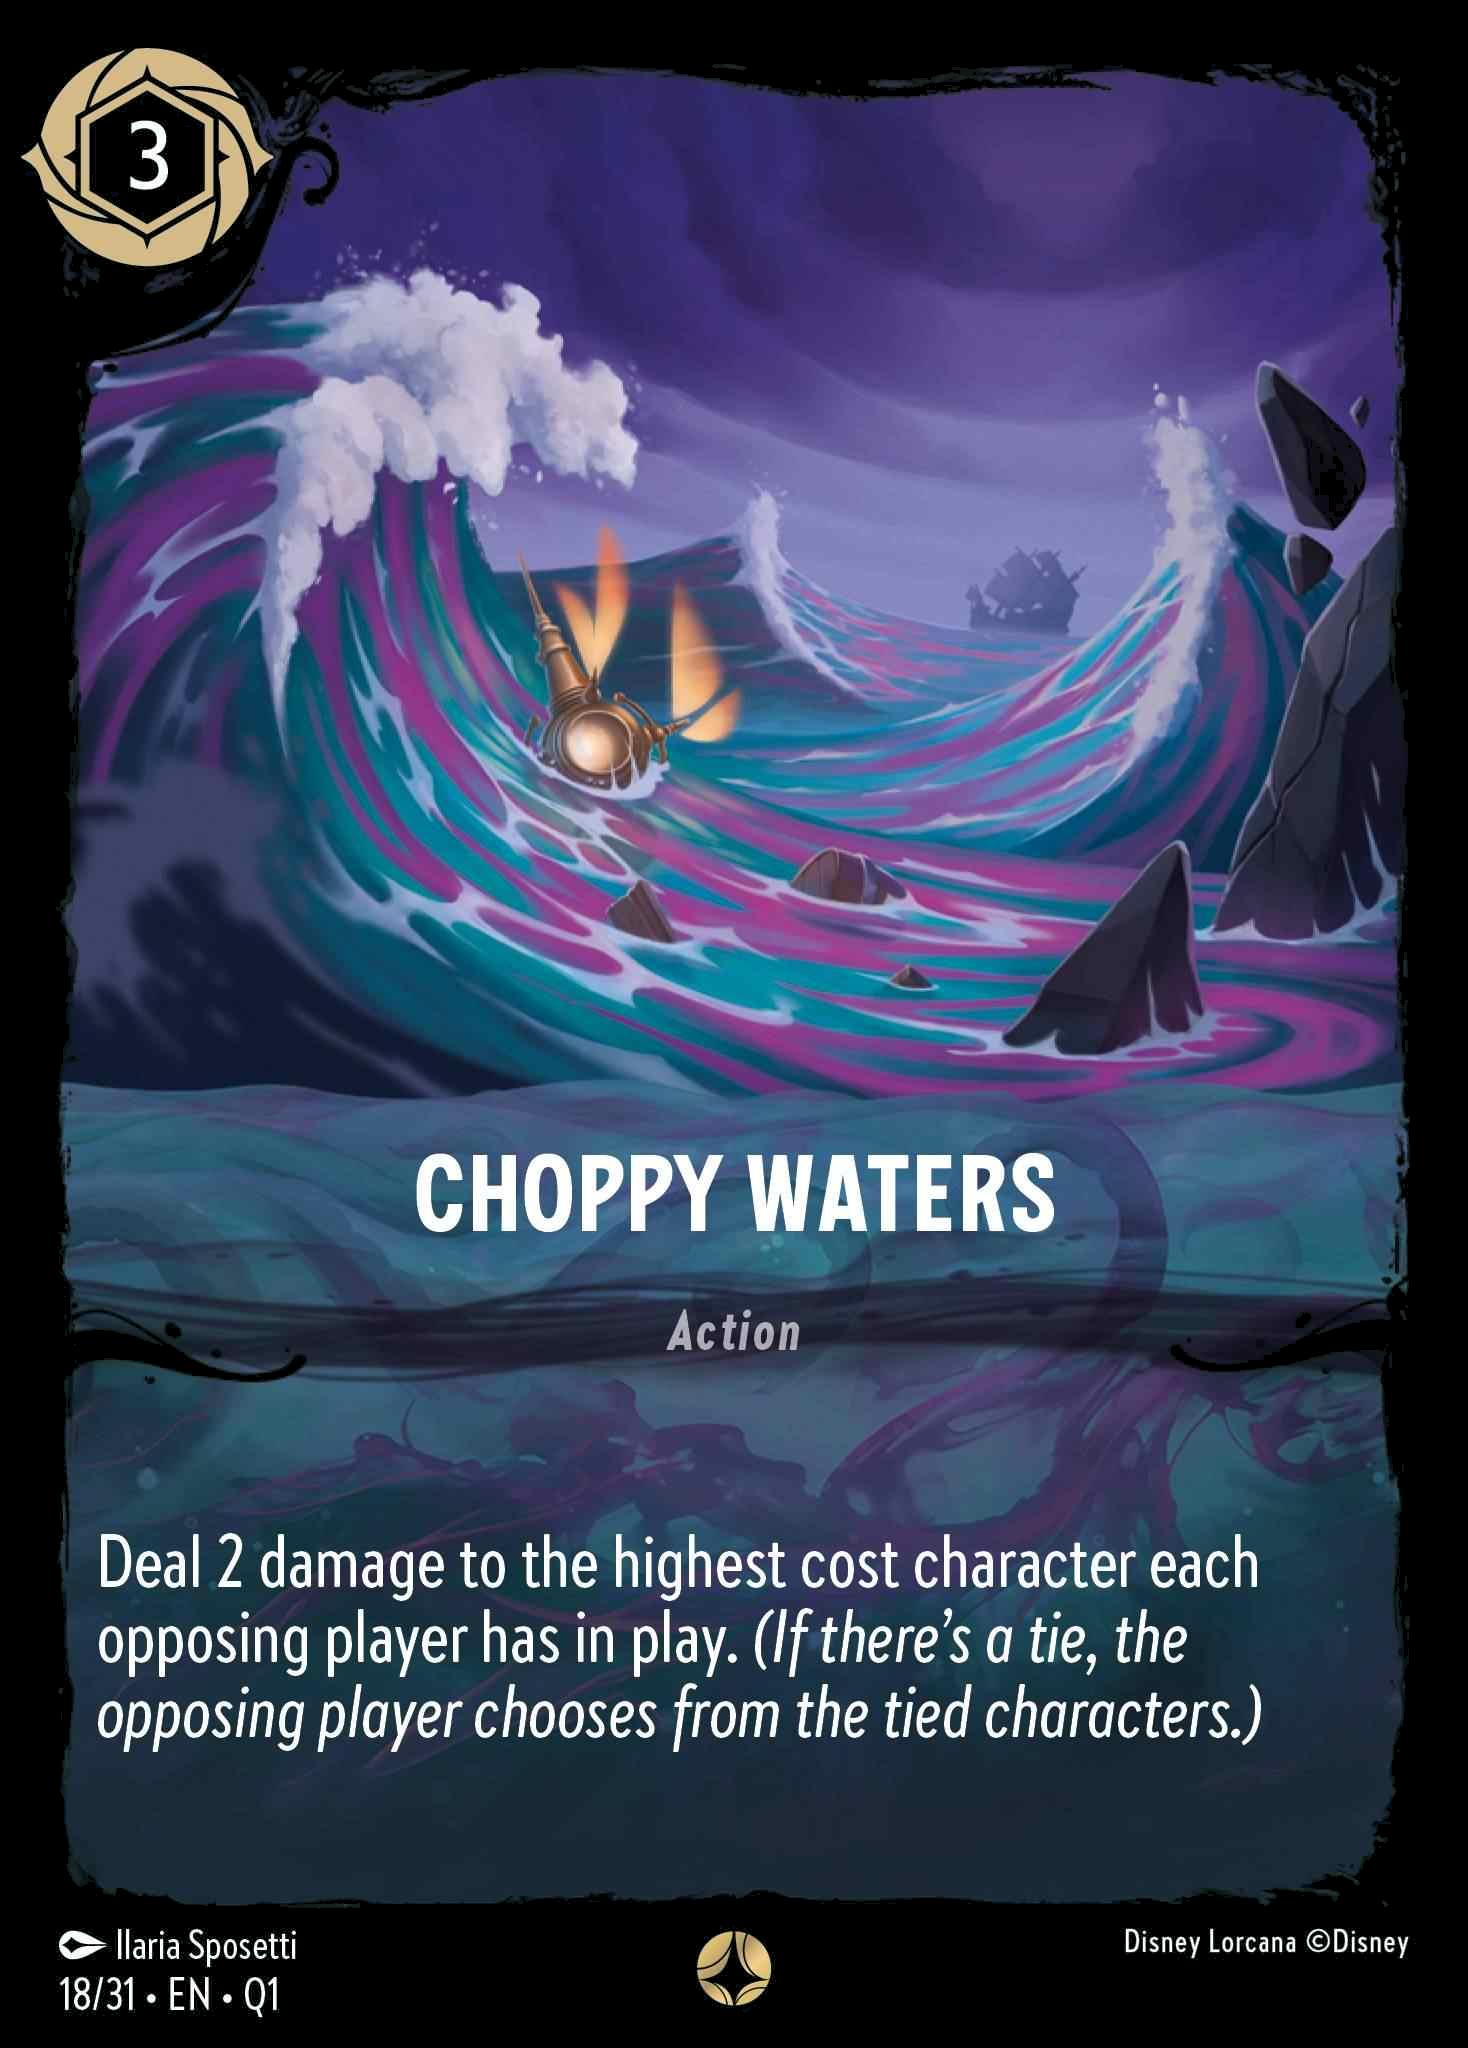 3
CHOPPY WATERS
Action
Deal 2 damage to the highest cost character each
opposing player has in play. (If there’s a tie, the
opposing player chooses from the tied characters.)
Ilaria Sposetti
18/31 • EN • Q1
Disney Lorcana ©Disney